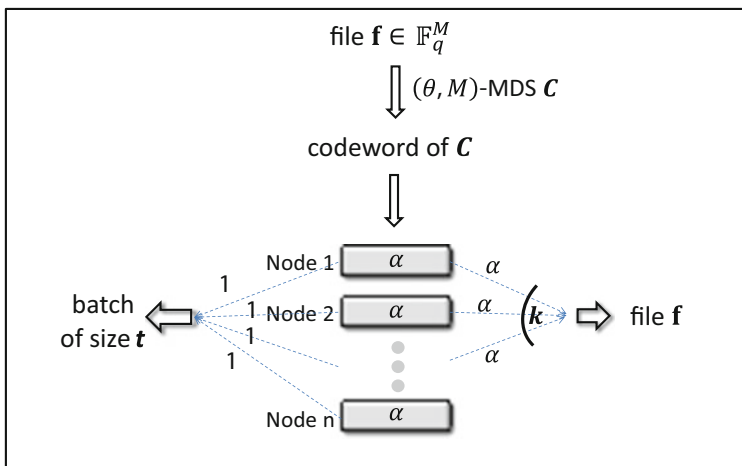 file 𝐟 ∈ 𝔽_q^M
(θ, M)-MDS 𝑪
codeword of 𝑪
Node 1 α
Node 2 α
Node n α
1
1
1
1
α
α
α
batch
of size 𝒕
(𝒌
file 𝐟